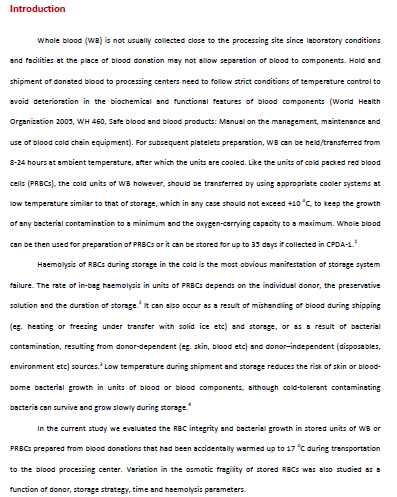 Introduction
Whole blood (WB) is not usually collected close to the processing site since laboratory conditions
and facilities at the place of blood donation may not allow separation of blood to components. Hold and
shipment of donated blood to processing centers need to follow strict conditions of temperature control to
avoid deterioration in the biochemical and functional features of blood components (World Health
Organization 2005, WH 460, Safe blood and blood products: Manual on the management, maintenance and
use of blood cold chain equipment). For subsequent platelets preparation, WB can be held/transferred from
8-24 hours at ambient temperature, after which the units are cooled. Like the units of cold packed red blood
cells (PRBCs), the cold units of WB however, should be transferred by using appropriate cooler systems at
low temperature similar to that of storage, which in any case should not exceed +10 °C, to keep the growth
of any bacterial contamination to a minimum and the oxygen-carrying capacity to a maximum. Whole blood
can be then used for preparation of PRBCs or it can be stored for up to 35 days if collected in CPDA-1.¹
Haemolysis of RBCs during storage in the cold is the most obvious manifestation of storage system
failure. The rate of in-bag haemolysis in units of PRBCs depends on the individual donor, the preservative
solution and the duration of storage.² It can also occur as a result of mishandling of blood during shipping
(eg. heating or freezing under transfer with solid ice etc) and storage, or as a result of bacterial
contamination, resulting from donor-dependent (eg. skin, blood etc) and donor–independent (disposables,
environment etc) sources.³ Low temperature during shipment and storage reduces the risk of skin or blood-
borne bacterial growth in units of blood or blood components, although cold-tolerant contaminating
bacteria can survive and grow slowly during storage.⁴
In the current study we evaluated the RBC integrity and bacterial growth in stored units of WB or
PRBCs prepared from blood donations that had been accidentally warmed up to 17 °C during transportation
to the blood processing center. Variation in the osmotic fragility of stored RBCs was also studied as a
function of donor, storage strategy, time and haemolysis parameters.